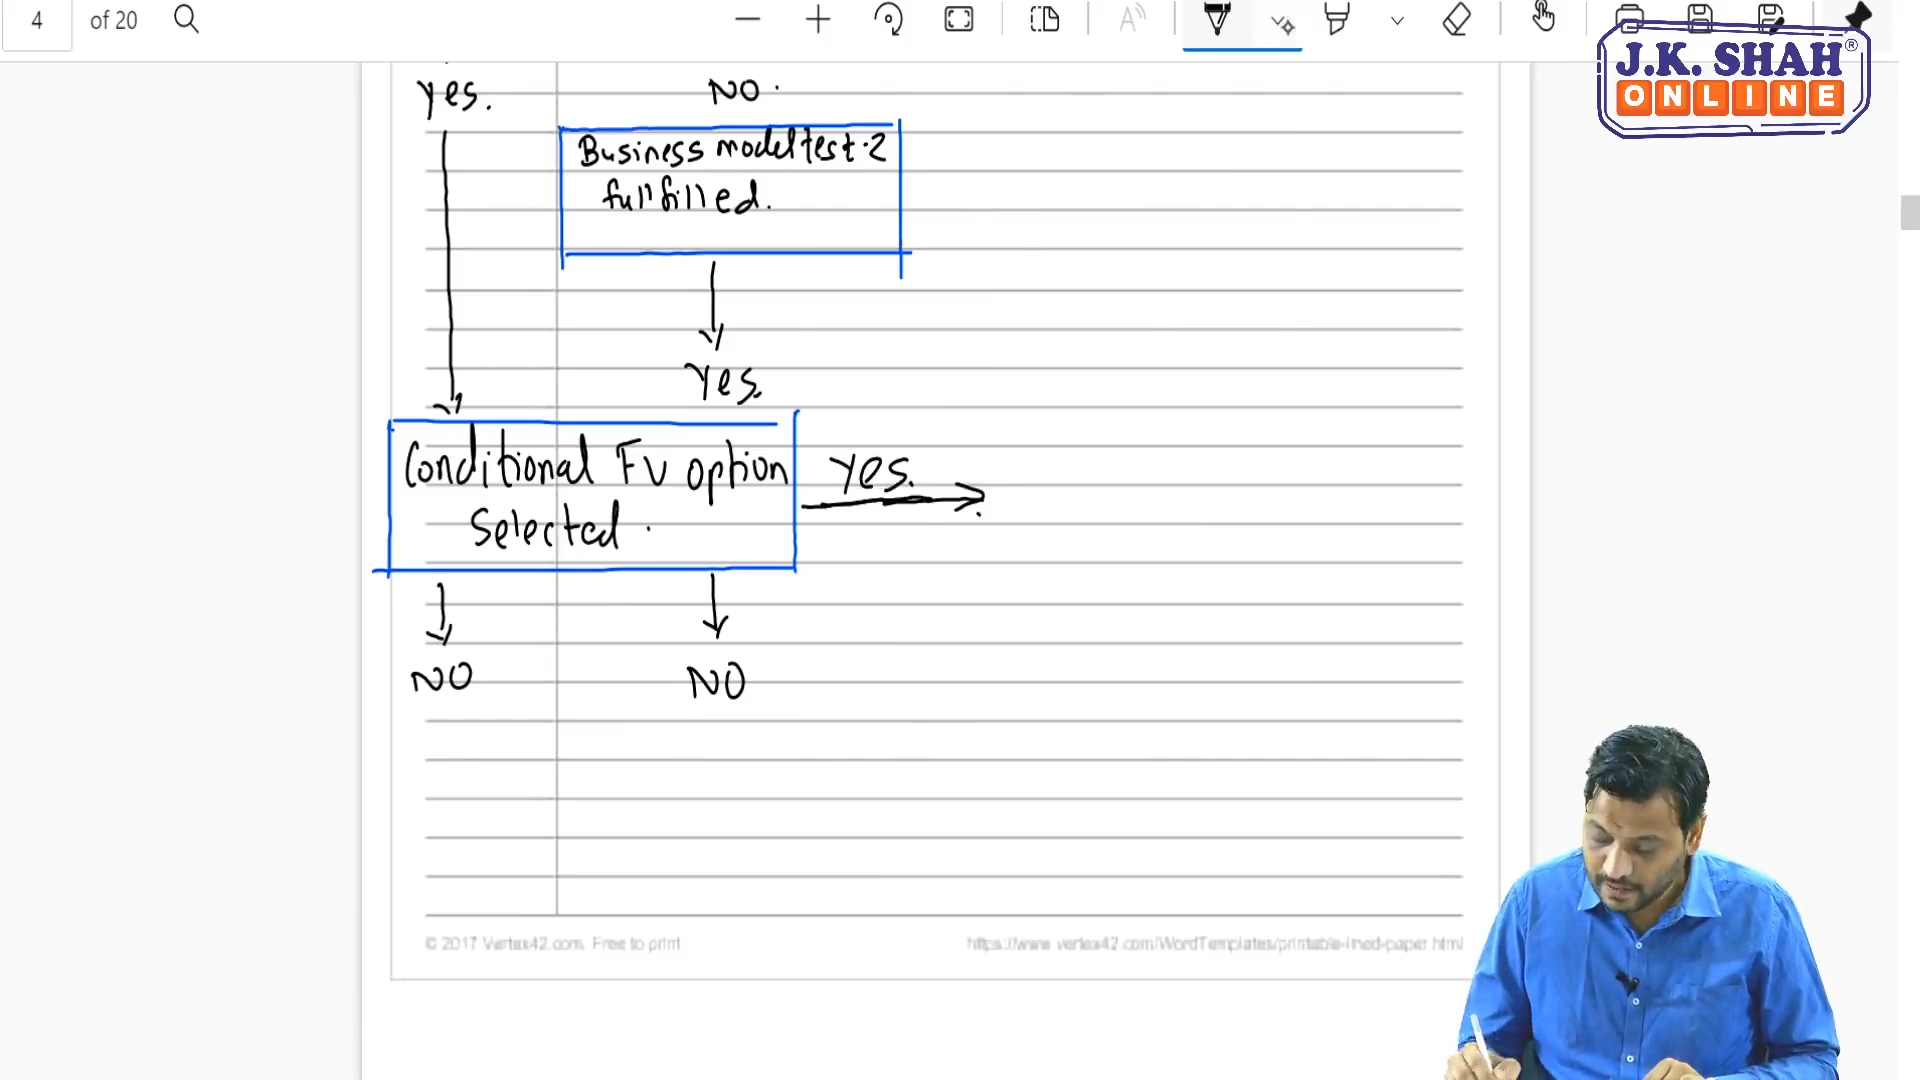 4 of 20
J.K. SHAH ®
ONLINE
Yes.
NO.
Business model test-2
fullfilled.
Yes.
Conditional FV option
Selected.
Yes.
NO
NO
© 2017 Vertex42.com. Free to print
https://www.vertex42.com/WordTemplates/printable-lined-paper.html